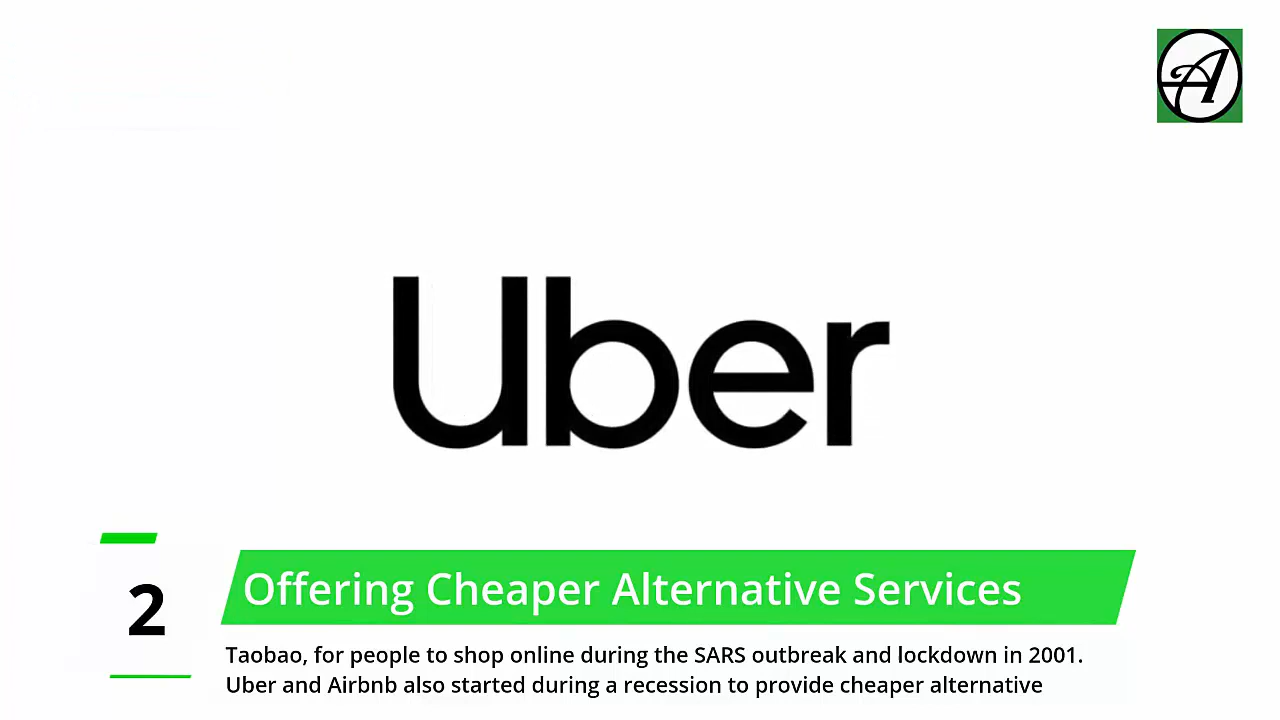 A
Uber
2
Offering Cheaper Alternative Services
Taobao, for people to shop online during the SARS outbreak and lockdown in 2001.
Uber and Airbnb also started during a recession to provide cheaper alternative